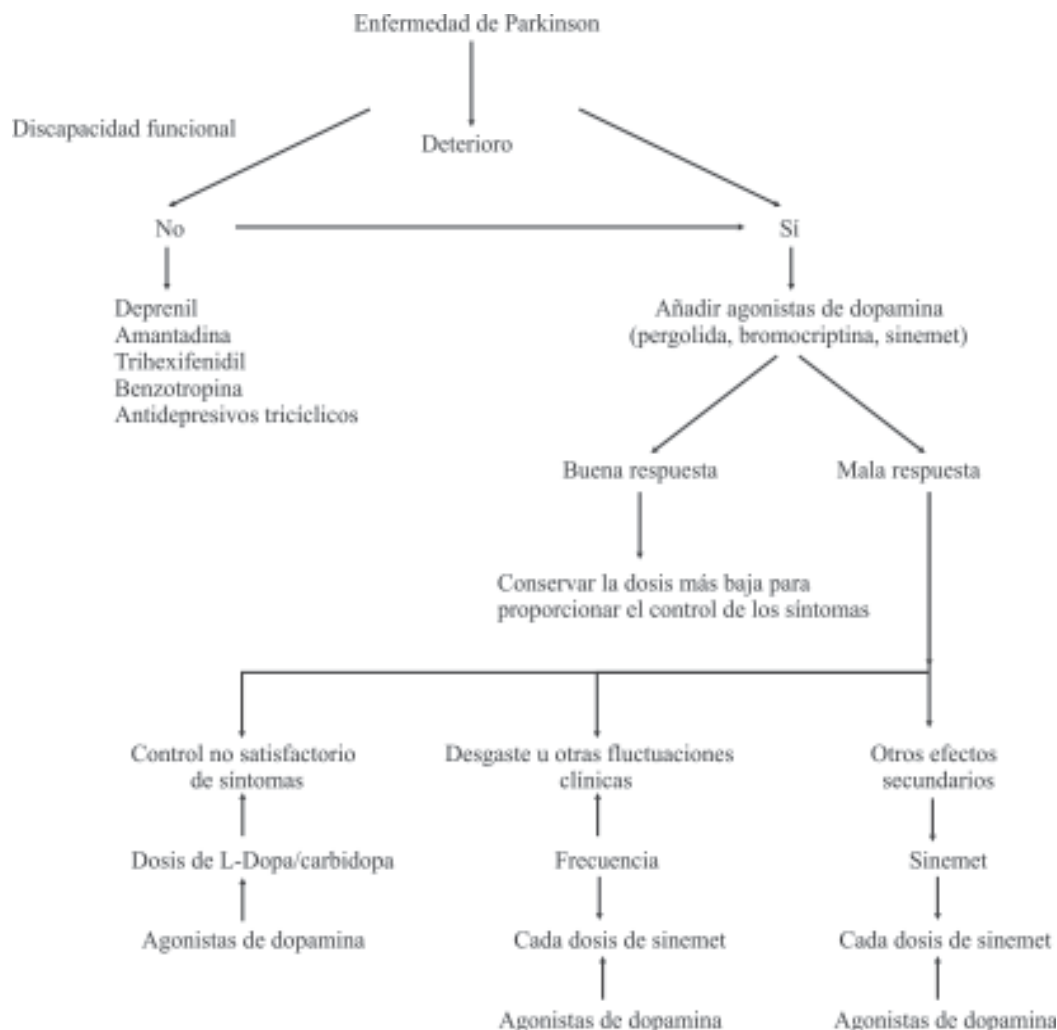 Enfermedad de Parkinson
Discapacidad funcional
Deterioro
No
Sí
Deprenil
Amantadina
Trihexifenidil
Benzotropina
Antidepresivos tricíclicos
Añadir agonistas de dopamina
(pergolida, bromocriptina, sinemet)
Buena respuesta
Mala respuesta
Conservar la dosis más baja para
proporcionar el control de los síntomas
Control no satisfactorio
de síntomas
Desgaste u otras fluctuaciones
clínicas
Otros efectos
secundarios
Dosis de L-Dopa/carbidopa
Frecuencia
Sinemet
Agonistas de dopamina
Cada dosis de sinemet
Cada dosis de sinemet
Agonistas de dopamina
Agonistas de dopamina